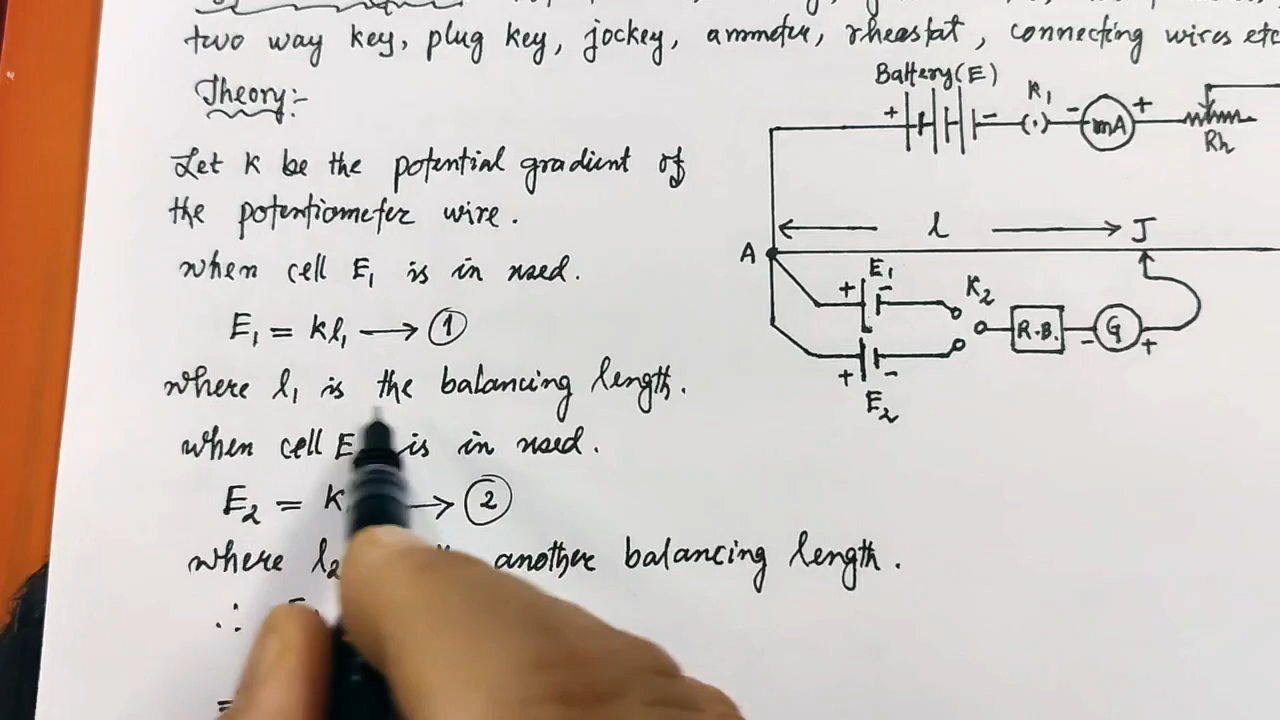 two way key, plug key, jockey, ammeter, rheostat, connecting wires etc
Theory:-
Let K be the potential gradient of
the potentiometer wire.
when cell E₁ is in used.
E₁ = Kl₁ → ①
where l₁ is the balancing length.
when cell E is in used.
E₂ = K → ②
where l₂ another balancing length.
∴
=
Battery(E)
+ - K₁ - mA +
Rh
l J
A
+ E₁ - K₂
R.B. - G +
+ -
E₂